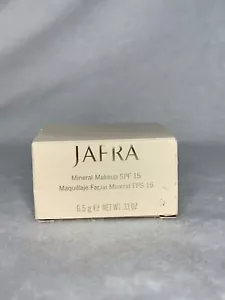 JAFRA
Mineral Makeup SPF 15
Maquillaje Facial Mineral FPS 15
6.5 g ℮ NET WT. .23 OZ